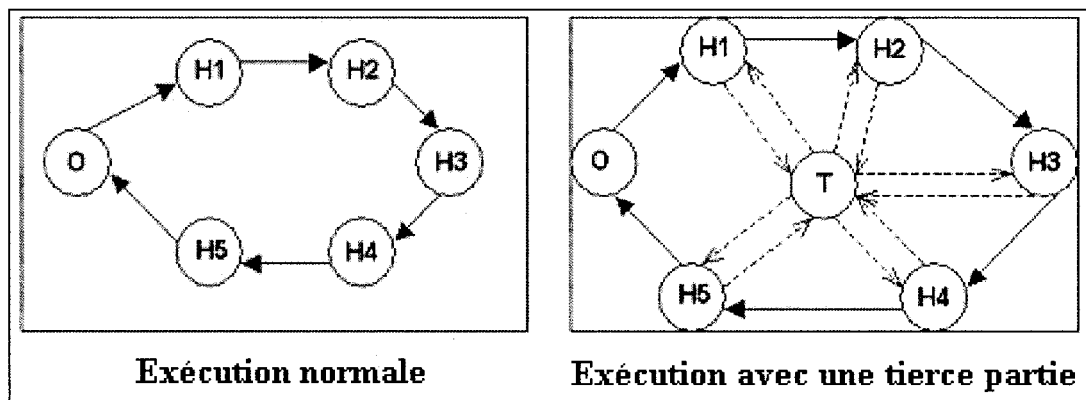 H1
H2
O
H3
H5
H4
Exécution normale
H1
H2
O
T
H3
H5
H4
Exécution avec une tierce partie